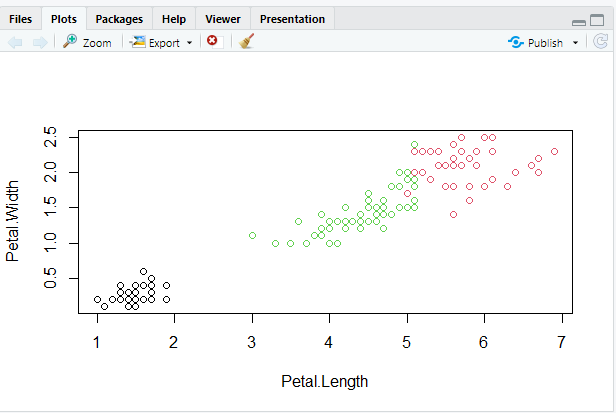 Files Plots Packages Help Viewer Presentation
Zoom Export Publish
Petal.Width
2.5
2.0
1.5
1.0
0.5
1 2 3 4 5 6 7
Petal.Length